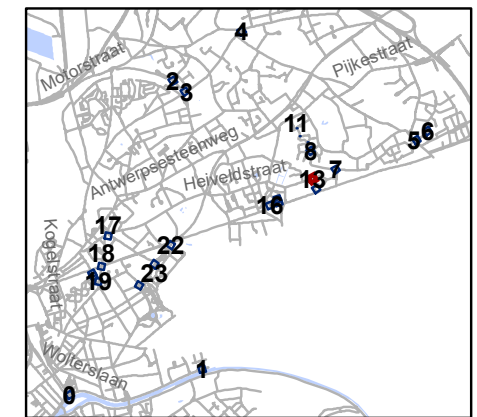 4
Motorstraat
Pijkestraat
2
3
11
6
5
Antwerpsesteenweg
8
7
Heiveldstraat
13
16
17
Kogelstraat
22
18
23
19
Wolterslaan
1
0